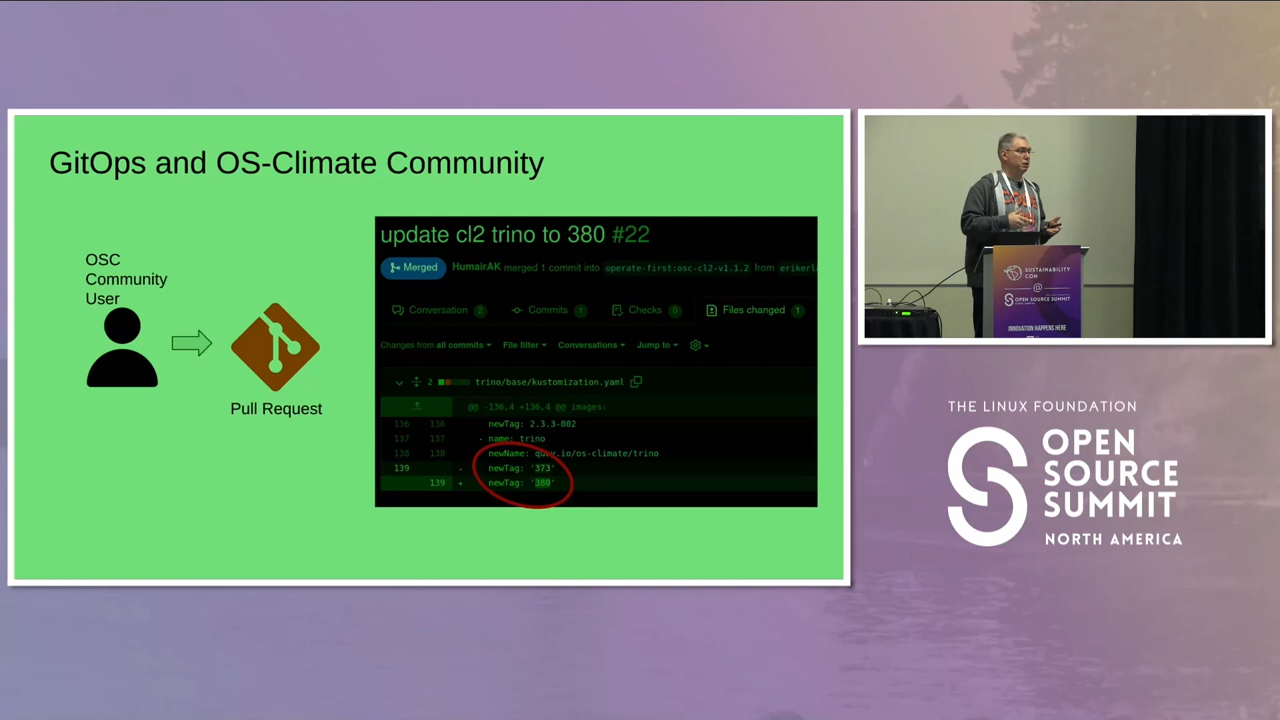 GitOps and OS-Climate Community
OSC
Community
User
Pull Request
update cl2 trino to 380 #22
Merged
HumairAK merged 1 commit into operate-first:osc-cl2-v1.1.2 from
Conversation 2
Commits 1
Checks
Files changed 1
Changes from all commits
File filter
Conversations
Jump to
2 trino/base/kustomization.yaml
@@ -136,4 +136,4 @@ images:
136 136 newTag: 2.3.3-002
137 137 - name: trino
138 138 newName: quay.io/os-climate/trino
139 - newTag: '373'
139 + newTag: '380'
SUSTAINABILITY
CON
@
OPEN SOURCE SUMMIT
INNOVATION HAPPENS HERE
THE LINUX FOUNDATION
OPEN
SOURCE
SUMMIT
NORTH AMERICA